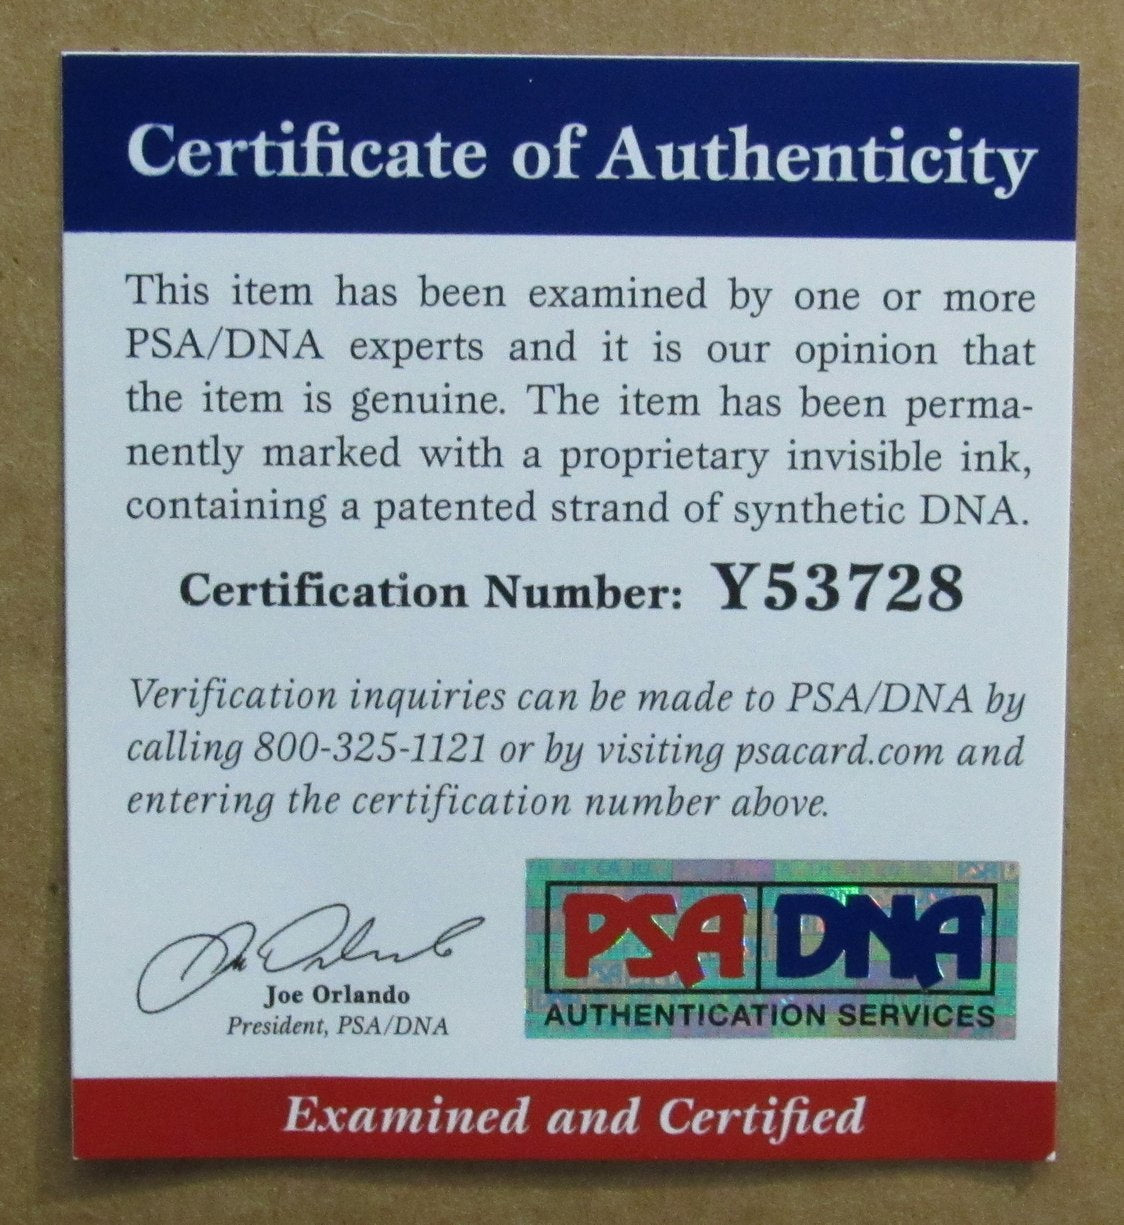 Certificate of Authenticity
This item has been examined by one or more
PSA/DNA experts and it is our opinion that
the item is genuine. The item has been perma-
nently marked with a proprietary invisible ink,
containing a patented strand of synthetic DNA.
Certification Number: Y53728
Verification inquiries can be made to PSA/DNA by
calling 800-325-1121 or by visiting psacard.com and
entering the certification number above.
Joe Orlando
President, PSA/DNA
PSA DNA
AUTHENTICATION SERVICES
Examined and Certified